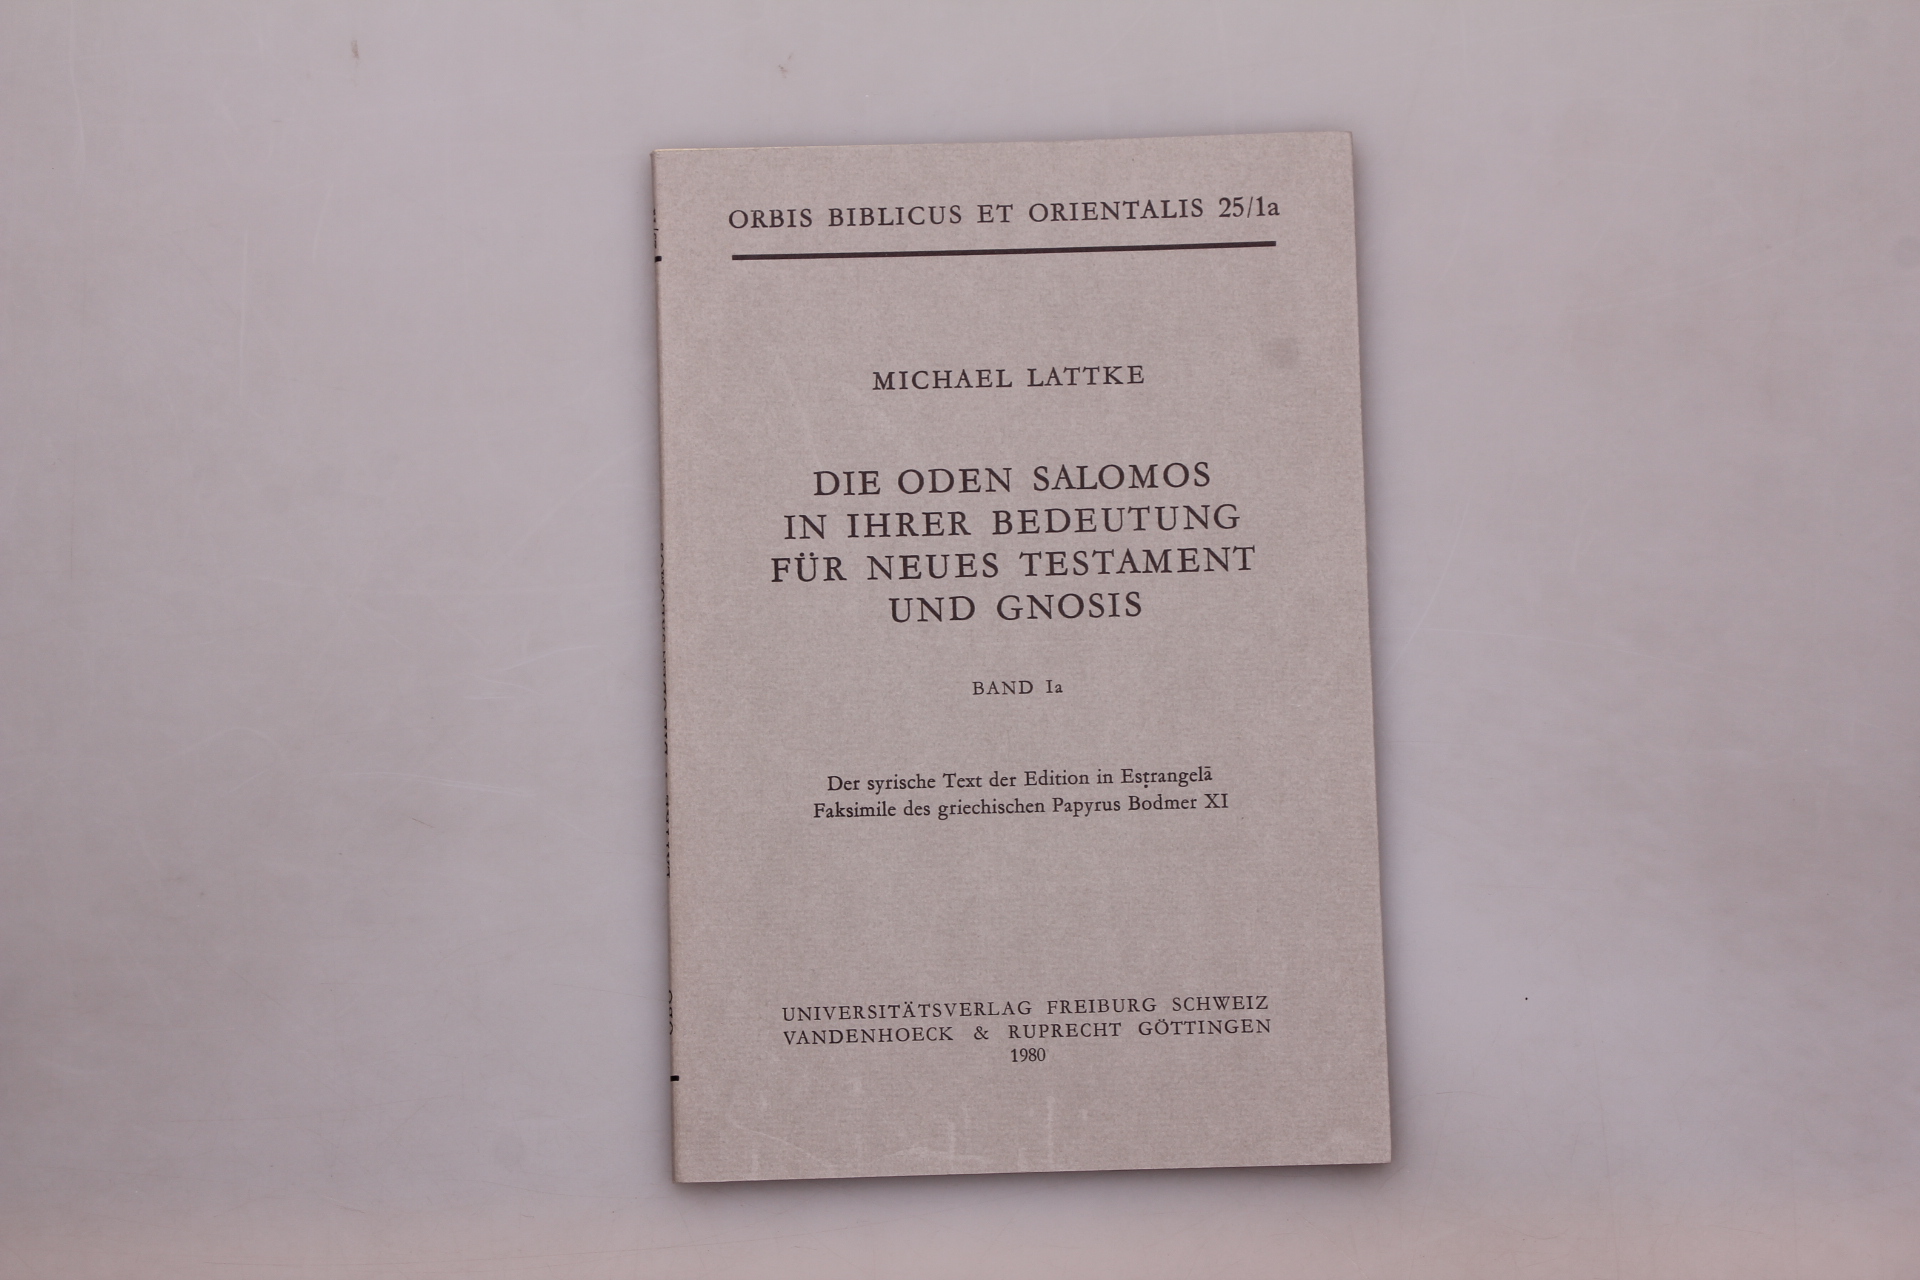 ORBIS BIBLICUS ET ORIENTALIS 25/1a
MICHAEL LATTKE
DIE ODEN SALOMOS
IN IHRER BEDEUTUNG
FÜR NEUES TESTAMENT
UND GNOSIS
BAND Ia
Der syrische Text der Edition in Esṭrangelā
Faksimile des griechischen Papyrus Bodmer XI
UNIVERSITÄTSVERLAG FREIBURG SCHWEIZ
VANDENHOECK & RUPRECHT GÖTTINGEN
1980